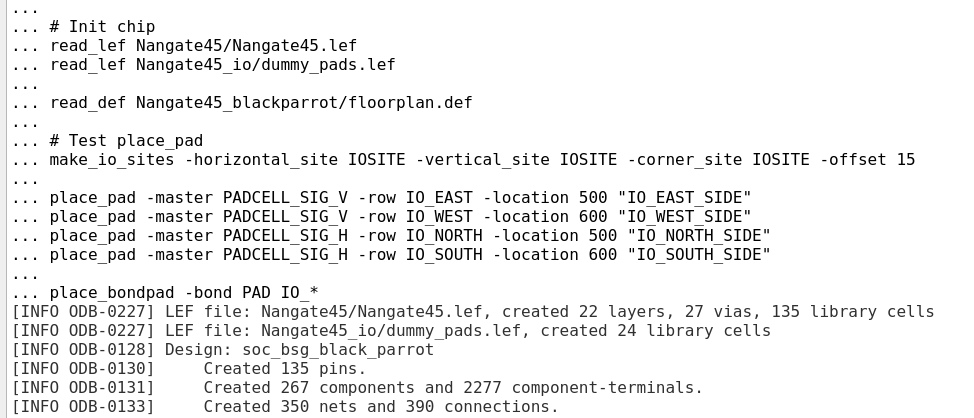 ...
... # Init chip
... read_lef Nangate45/Nangate45.lef
... read_lef Nangate45_io/dummy_pads.lef
...
... read_def Nangate45_blackparrot/floorplan.def
...
... # Test place_pad
... make_io_sites -horizontal_site IOSITE -vertical_site IOSITE -corner_site IOSITE -offset 15
...
... place_pad -master PADCELL_SIG_V -row IO_EAST -location 500 "IO_EAST_SIDE"
... place_pad -master PADCELL_SIG_V -row IO_WEST -location 600 "IO_WEST_SIDE"
... place_pad -master PADCELL_SIG_H -row IO_NORTH -location 500 "IO_NORTH_SIDE"
... place_pad -master PADCELL_SIG_H -row IO_SOUTH -location 600 "IO_SOUTH_SIDE"
...
... place_bondpad -bond PAD IO_*
[INFO ODB-0227] LEF file: Nangate45/Nangate45.lef, created 22 layers, 27 vias, 135 library cells
[INFO ODB-0227] LEF file: Nangate45_io/dummy_pads.lef, created 24 library cells
[INFO ODB-0128] Design: soc_bsg_black_parrot
[INFO ODB-0130]     Created 135 pins.
[INFO ODB-0131]     Created 267 components and 2277 component-terminals.
[INFO ODB-0133]     Created 350 nets and 390 connections.